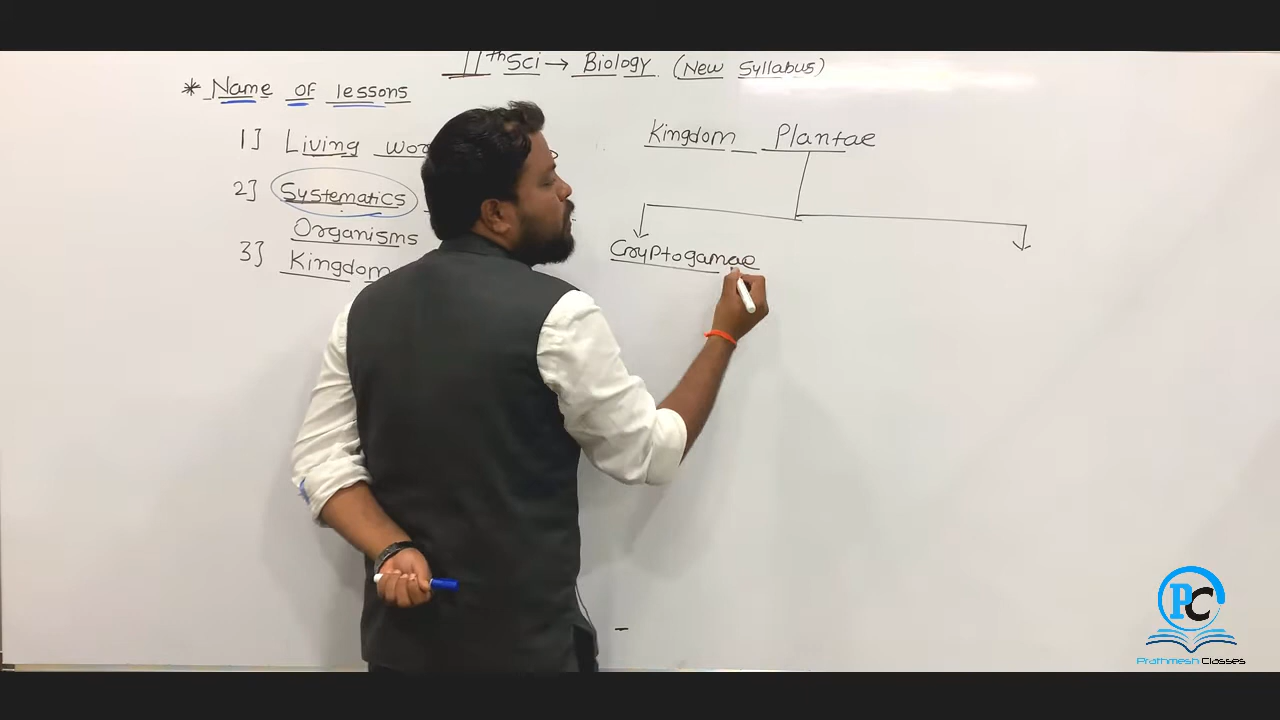 11th Sci → Biology (New Syllabus)
* Name of lessons
1] Living
2] Systematics
Organisms
3] Kingdom
Kingdom Plantae
Cryptogamae
PC
Prathmesh Classes